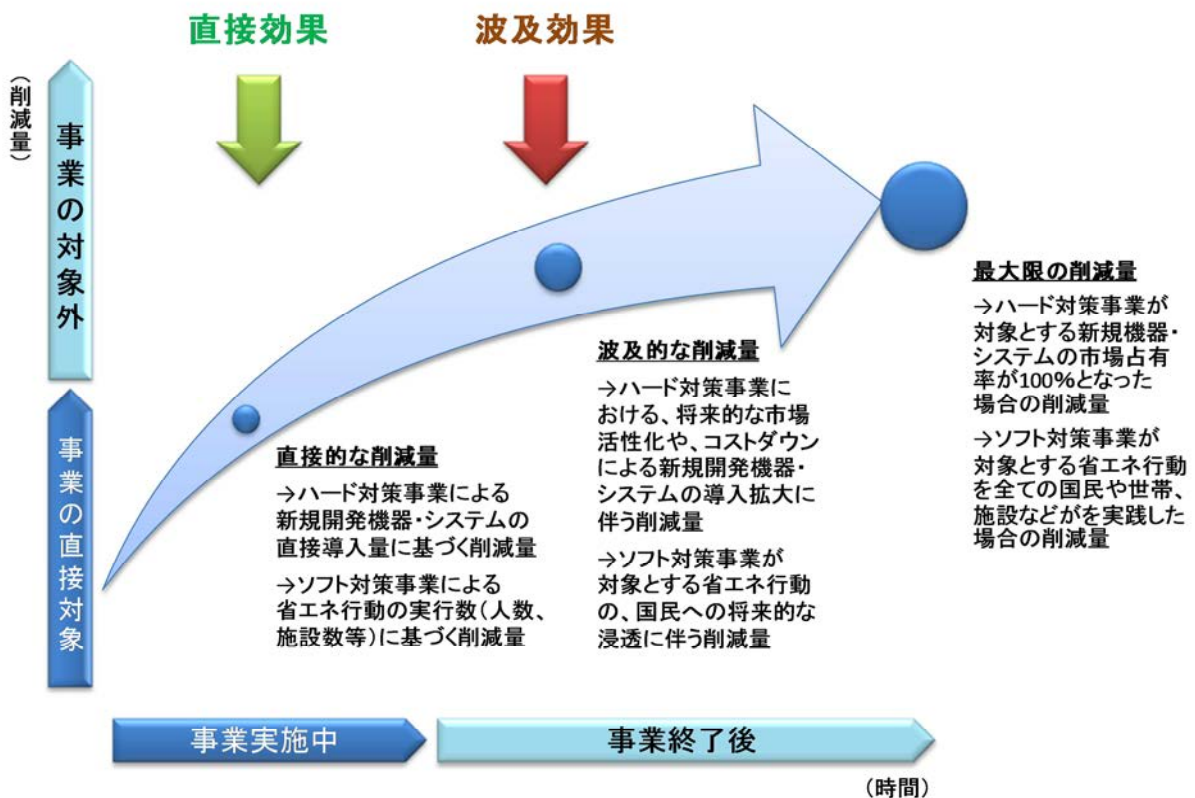 直接効果
波及効果
(削減量)
事業の対象外
事業の直接対象
直接的な削減量
→ハード対策事業による
新規開発機器・システムの
直接導入量に基づく削減量
→ソフト対策事業による
省エネ行動の実行数(人数、
施設数等)に基づく削減量
波及的な削減量
→ハード対策事業に
おける、将来的な市場
活性化や、コストダウン
による新規開発機器・
システムの導入拡大に
伴う削減量
→ソフト対策事業が
対象とする省エネ行動
の、国民への将来的な
浸透に伴う削減量
最大限の削減量
→ハード対策事業が
対象とする新規機器・
システムの市場占有
率が100%となった
場合の削減量
→ソフト対策事業が
対象とする省エネ行動
を全ての国民や世帯、
施設などがを実践した
場合の削減量
事業実施中
事業終了後
(時間)